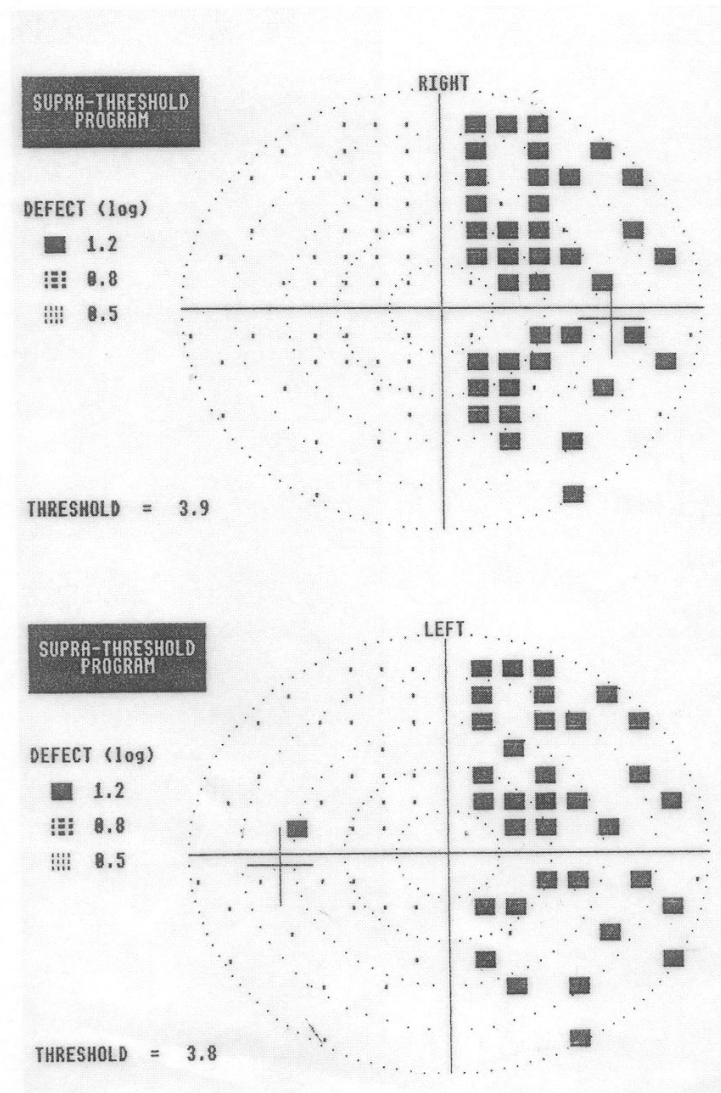 RIGHT
SUPRA-THRESHOLD
PROGRAM
DEFECT (log)
1.2
0.8
0.5
THRESHOLD = 3.9
LEFT
SUPRA-THRESHOLD
PROGRAM
DEFECT (log)
1.2
0.8
0.5
THRESHOLD = 3.8